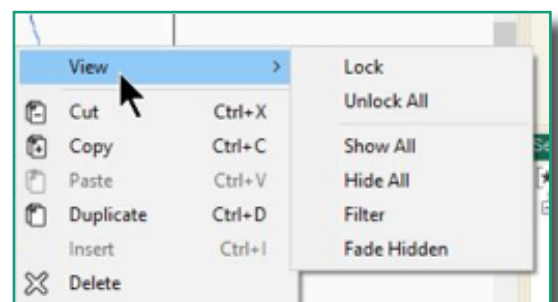 View >
Cut Ctrl+X
Copy Ctrl+C
Paste Ctrl+V
Duplicate Ctrl+D
Insert Ctrl+I
Delete
Lock
Unlock All
Show All
Hide All
Filter
Fade Hidden
Se